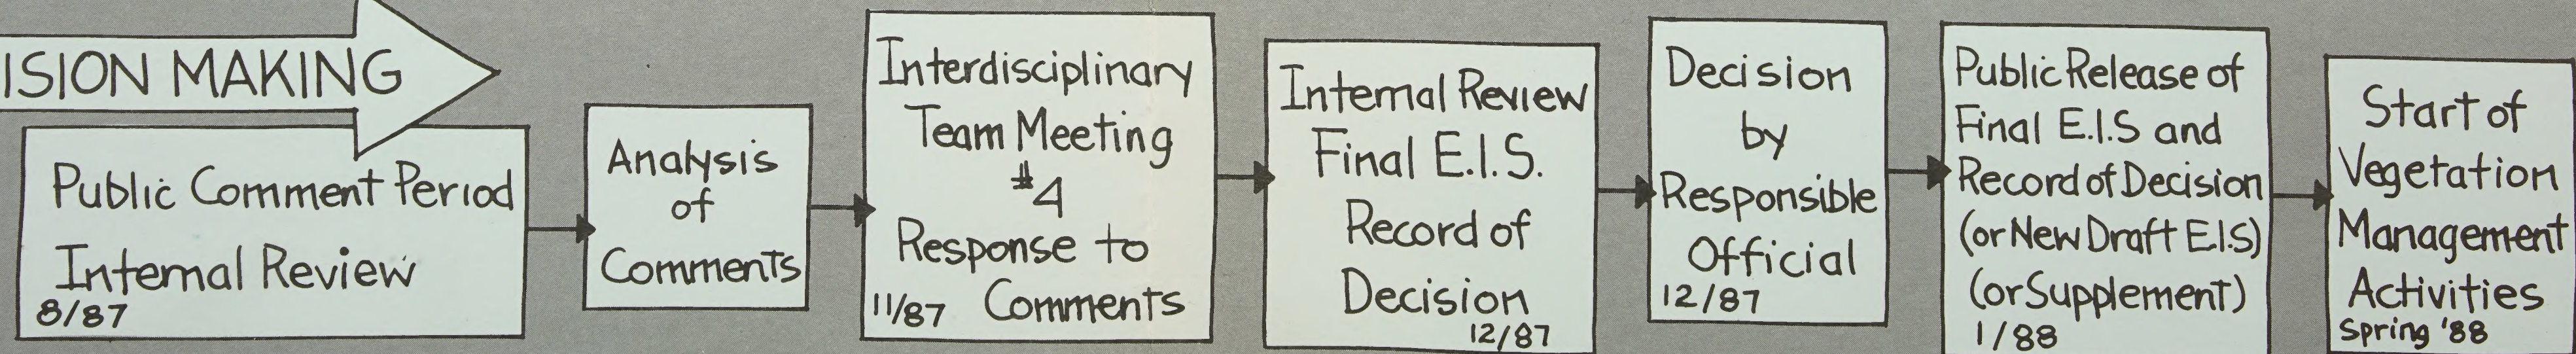 ISION MAKING
Public Comment Period
Internal Review
8/87
Analysis
of
Comments
Interdisciplinary
Team Meeting
#4
Response to
11/87 Comments
Internal Review
Final E.I.S.
Record of
Decision
12/87
Decision
by
Responsible
Official
12/87
Public Release of
Final E.I.S and
Record of Decision
(or New Draft E.I.S)
(or Supplement)
1/88
Start of
Vegetation
Management
Activities
Spring '88